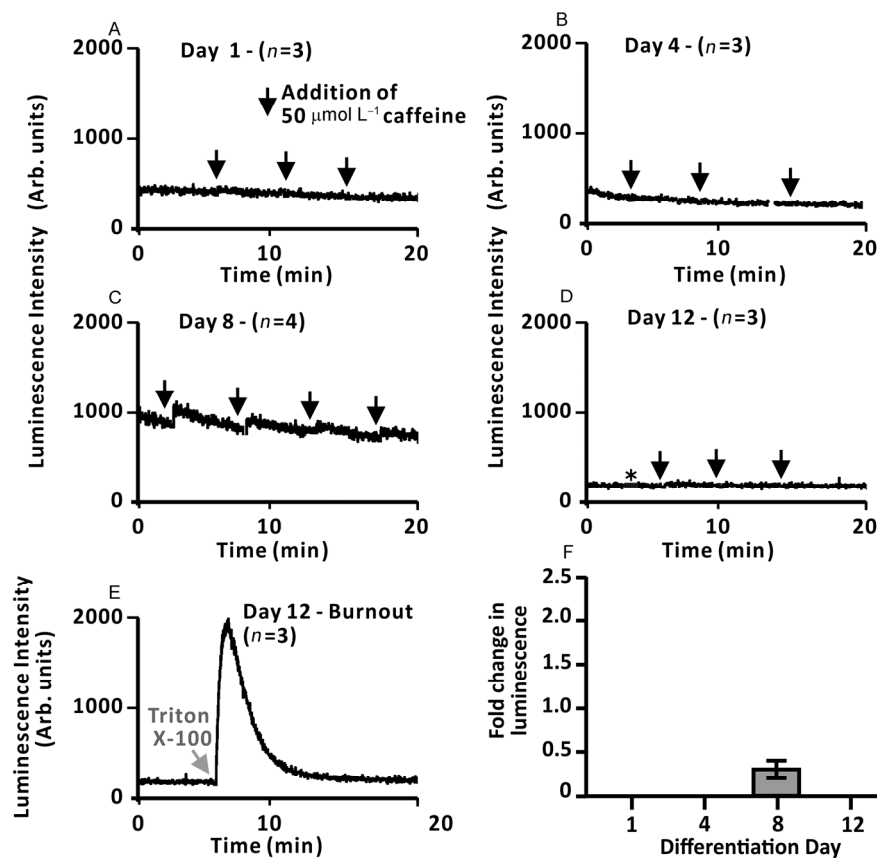 A
Day 1 - (n=3)
Addition of
50 μmol L⁻¹ caffeine
Luminescence Intensity (Arb. units)
2000
1000
0
0 10 20
Time (min)
B
Day 4 - (n=3)
Luminescence Intensity (Arb. units)
2000
1000
0
0 10 20
Time (min)
C
Day 8 - (n=4)
2000
1000
0
0 10 20
Time (min)
D
Day 12 - (n=3)
2000
1000
0
*
0 10 20
Time (min)
E
Day 12 - Burnout
(n=3)
Luminescence Intensity
(Arb. units)
2000
1000
0
Triton
X-100
0 10 20
Time (min)
F
Fold change in
luminescence
2.5
2.0
1.5
1.0
0.5
0
1 4 8 12
Differentiation Day